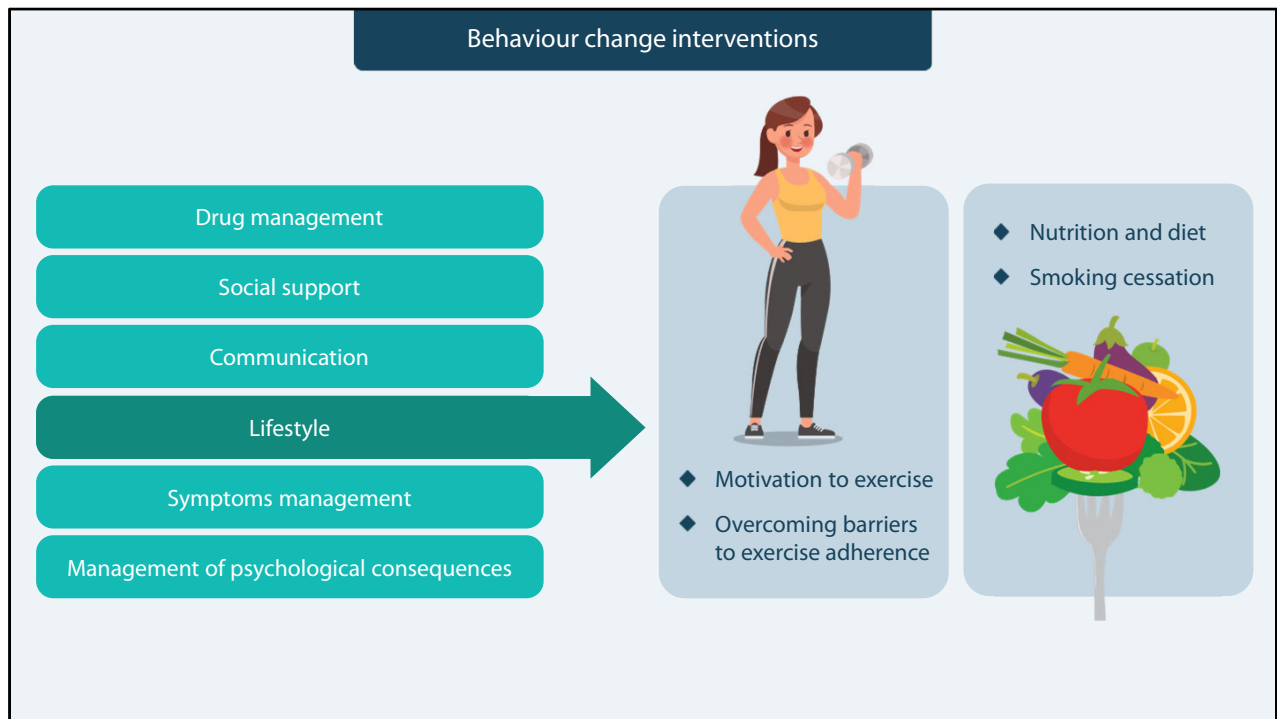 Behaviour change interventions
Drug management
Social support
Communication
Lifestyle
Symptoms management
Management of psychological consequences
Motivation to exercise
Overcoming barriers
to exercise adherence
Nutrition and diet
Smoking cessation